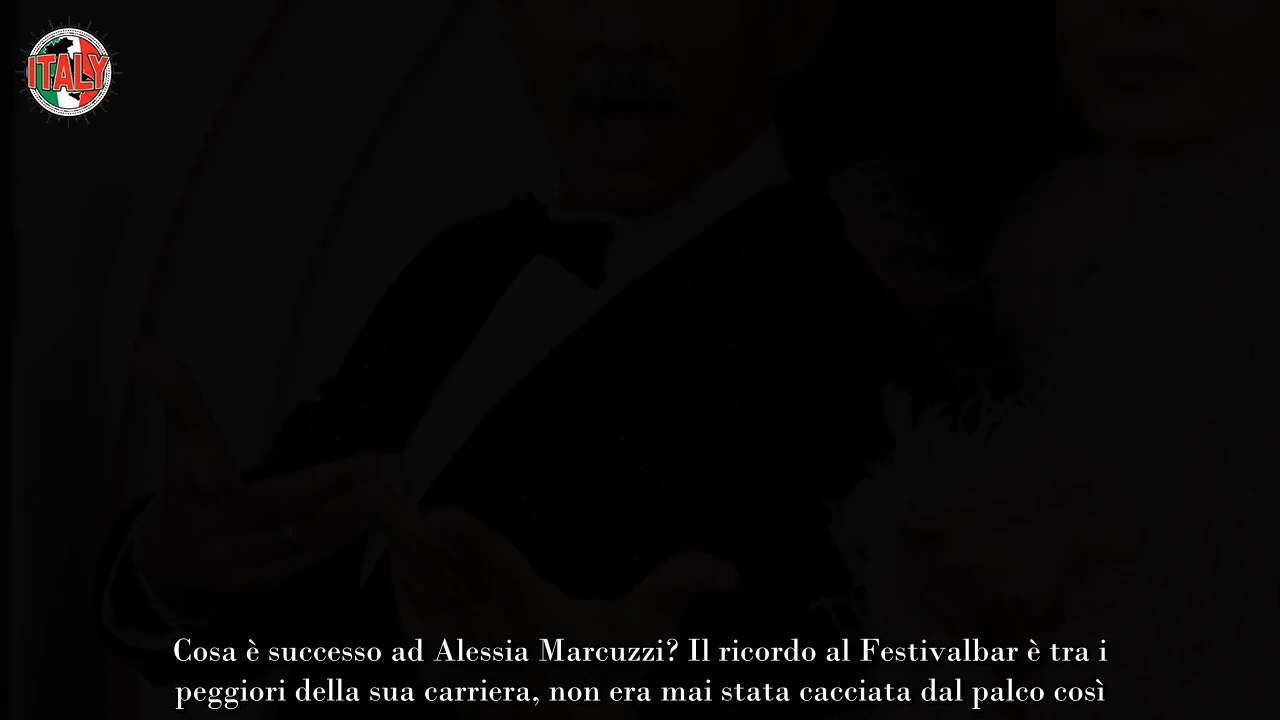 ITALY
Cosa è successo ad Alessia Marcuzzi? Il ricordo al Festivalbar è tra i
peggiori della sua carriera, non era mai stata cacciata dal palco così